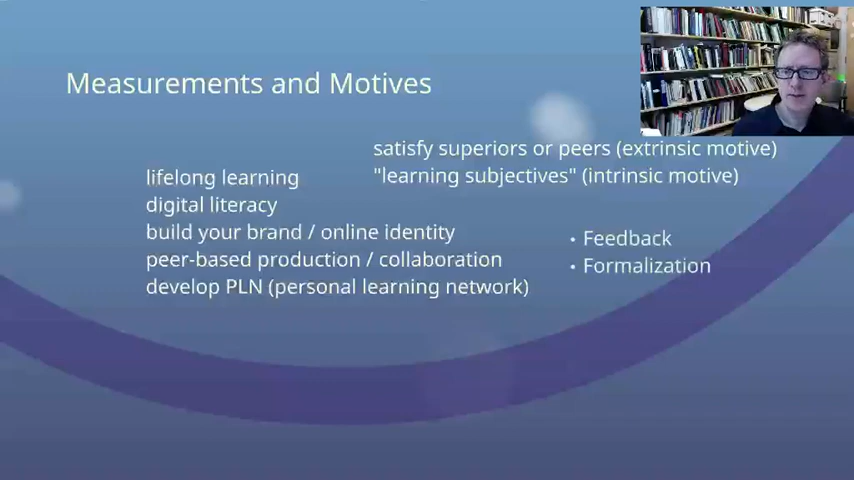 Measurements and Motives
satisfy superiors or peers (extrinsic motive)
"learning subjectives" (intrinsic motive)
lifelong learning
digital literacy
build your brand / online identity
peer-based production / collaboration
develop PLN (personal learning network)
• Feedback
• Formalization